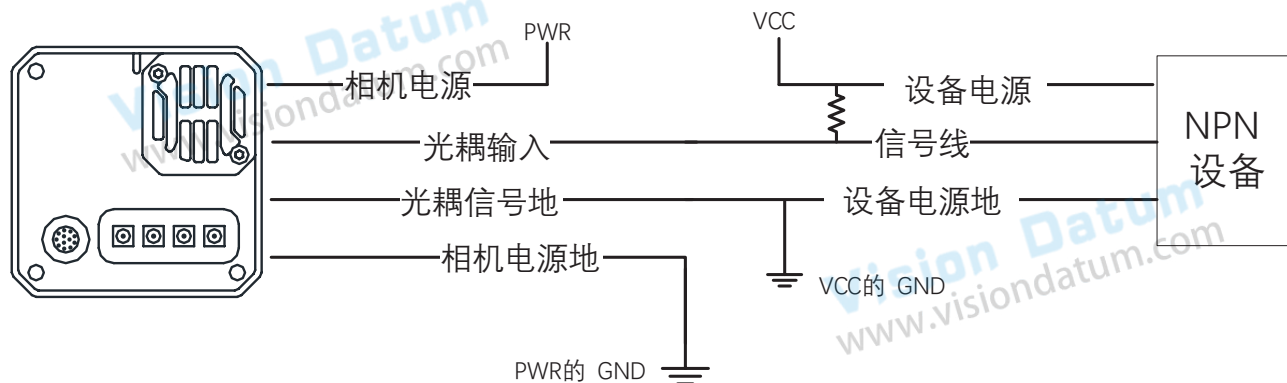 Vision Datum
www.visiondatum.com
PWR
VCC
相机电源
设备电源
光耦输入
信号线
NPN
设备
光耦信号地
设备电源地
相机电源地
VCC的 GND
Vision Datum
www.visiondatum.com
PWR的 GND